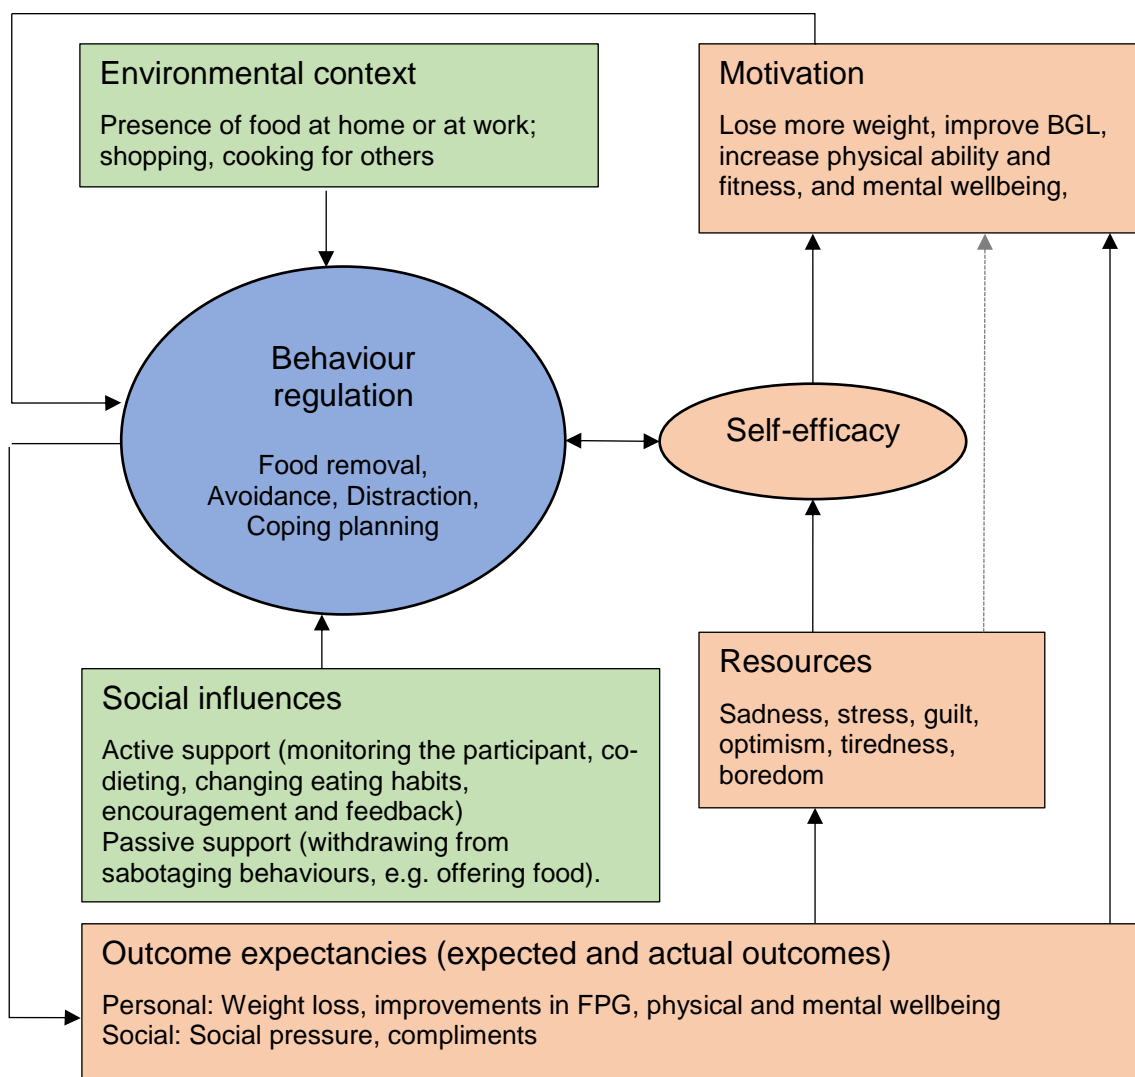 Environmental context
Presence of food at home or at work;
shopping, cooking for others
Motivation
Lose more weight, improve BGL,
increase physical ability and
fitness, and mental wellbeing,
Behaviour
regulation
Food removal,
Avoidance, Distraction,
Coping planning
Self-efficacy
Social influences
Active support (monitoring the participant, co-
dieting, changing eating habits,
encouragement and feedback)
Passive support (withdrawing from
sabotaging behaviours, e.g. offering food).
Resources
Sadness, stress, guilt,
optimism, tiredness,
boredom
Outcome expectancies (expected and actual outcomes)
Personal: Weight loss, improvements in FPG, physical and mental wellbeing
Social: Social pressure, compliments